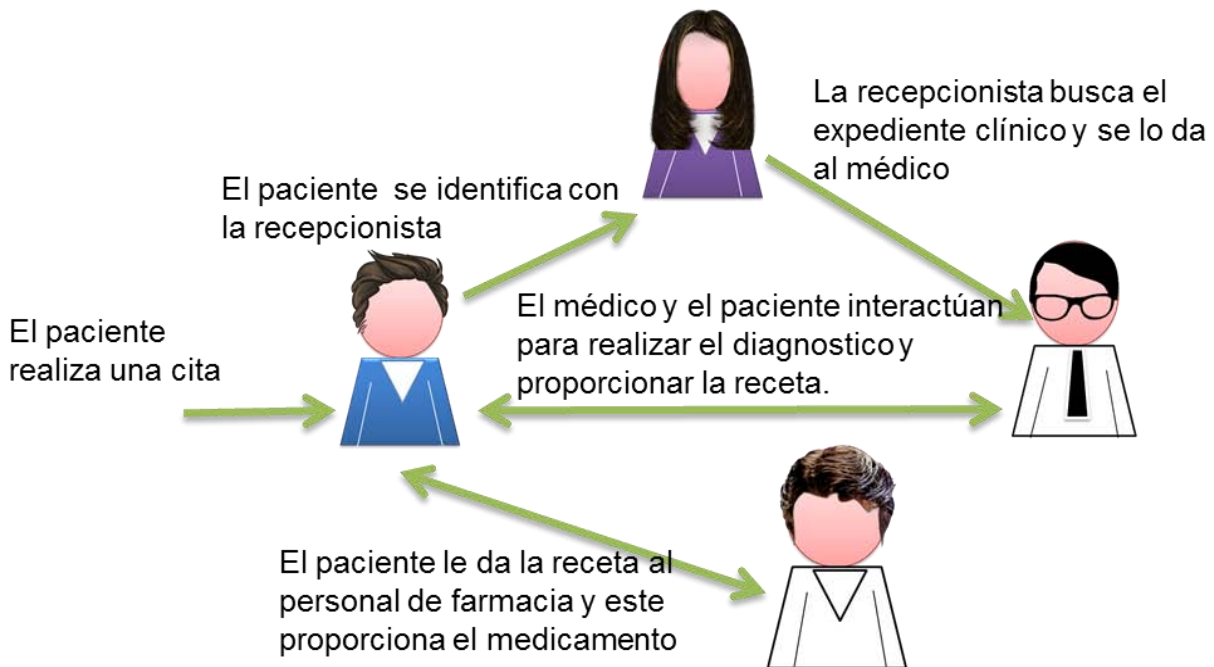 El paciente
realiza una cita
El paciente se identifica con
la recepcionista
La recepcionista busca el
expediente clínico y se lo da
al médico
El médico y el paciente interactúan
para realizar el diagnostico y
proporcionar la receta.
El paciente le da la receta al
personal de farmacia y este
proporciona el medicamento